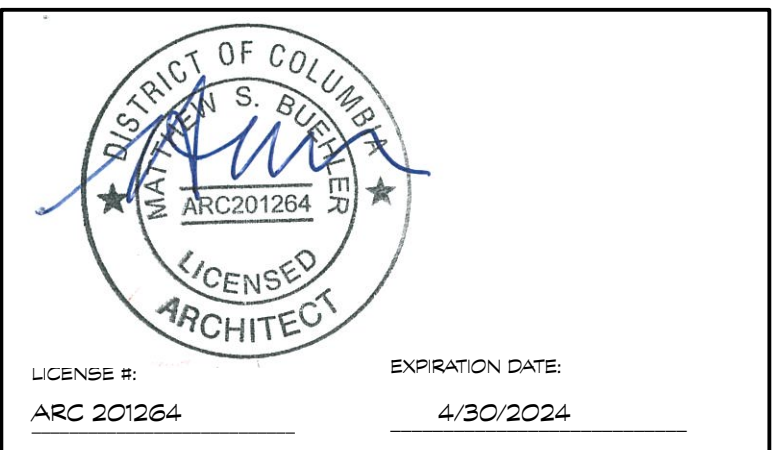 DISTRICT OF COLUMBIA
MATTHEW S. BUEHLER
ARC201264
LICENSED
ARCHITECT
LICENSE #:
EXPIRATION DATE:
ARC 201264
4/30/2024